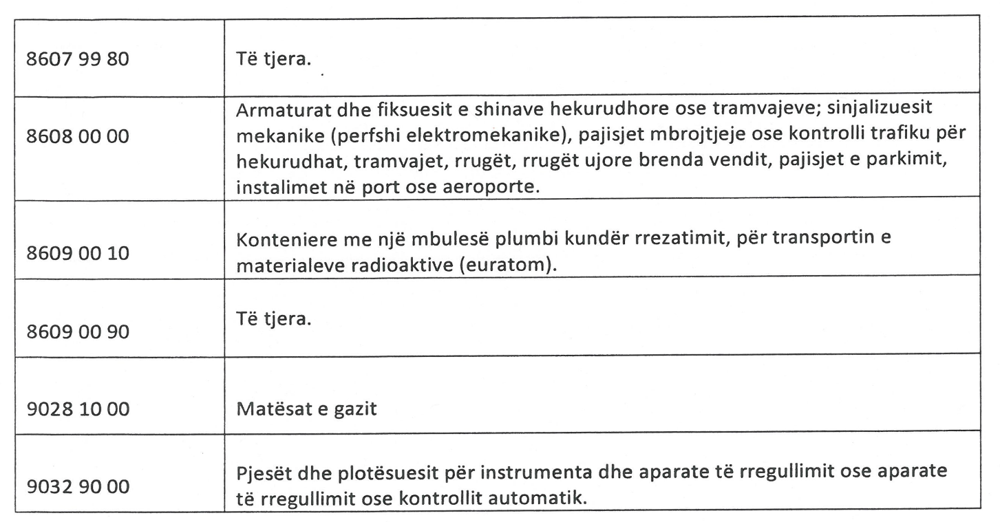 8607 99 80
Të tjera.
8608 00 00
Armaturat dhe fiksuesit e shinave hekurudhore ose tramvajeve; sinjalizuesit
mekanike (perfshi elektromekanike), pajisjet mbrojtjeje ose kontrolli trafiku për
hekurudhat, tramvajet, rrugët, rrugët ujore brenda vendit, pajisjet e parkimit,
instalimet në port ose aeroporte.
8609 00 10
Konteniere me një mbulesë plumbi kundër rrezatimit, për transportin e
materialeve radioaktive (euratom).
8609 00 90
Të tjera.
9028 10 00
Matësat e gazit
9032 90 00
Pjesët dhe plotësuesit për instrumenta dhe aparate të rregullimit ose aparate
të rregullimit ose kontrollit automatik.